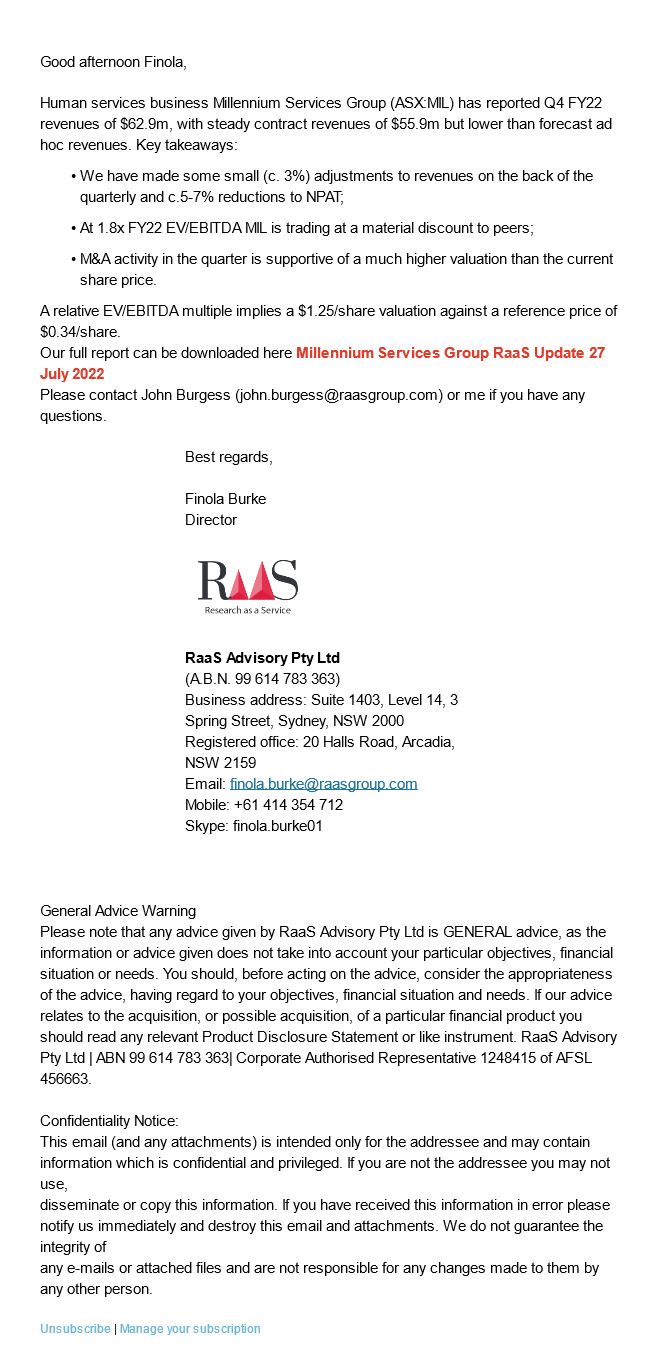 Good afternoon Finola,
Human services business Millennium Services Group (ASX:MIL) has reported Q4 FY22
revenues of $62.9m, with steady contract revenues of $55.9m but lower than forecast ad
hoc revenues. Key takeaways:
• We have made some small (c. 3%) adjustments to revenues on the back of the
quarterly and c.5-7% reductions to NPAT;
• At 1.8x FY22 EV/EBITDA MIL is trading at a material discount to peers;
• M&A activity in the quarter is supportive of a much higher valuation than the current
share price.
A relative EV/EBITDA multiple implies a $1.25/share valuation against a reference price of
$0.34/share.
Our full report can be downloaded here Millennium Services Group RaaS Update 27
July 2022
Please contact John Burgess (john.burgess@raasgroup.com) or me if you have any
questions.
Best regards,
Finola Burke
Director
RAAS
Research as a Service
RaaS Advisory Pty Ltd
(A.B.N. 99 614 783 363)
Business address: Suite 1403, Level 14, 3
Spring Street, Sydney, NSW 2000
Registered office: 20 Halls Road, Arcadia,
NSW 2159
Email: finola.burke@raasgroup.com
Mobile: +61 414 354 712
Skype: finola.burke01
General Advice Warning
Please note that any advice given by RaaS Advisory Pty Ltd is GENERAL advice, as the
information or advice given does not take into account your particular objectives, financial
situation or needs. You should, before acting on the advice, consider the appropriateness
of the advice, having regard to your objectives, financial situation and needs. If our advice
relates to the acquisition, or possible acquisition, of a particular financial product you
should read any relevant Product Disclosure Statement or like instrument. RaaS Advisory
Pty Ltd | ABN 99 614 783 363| Corporate Authorised Representative 1248415 of AFSL
456663.
Confidentiality Notice:
This email (and any attachments) is intended only for the addressee and may contain
information which is confidential and privileged. If you are not the addressee you may not
use,
disseminate or copy this information. If you have received this information in error please
notify us immediately and destroy this email and attachments. We do not guarantee the
integrity of
any e-mails or attached files and are not responsible for any changes made to them by
any other person.
Unsubscribe | Manage your subscription